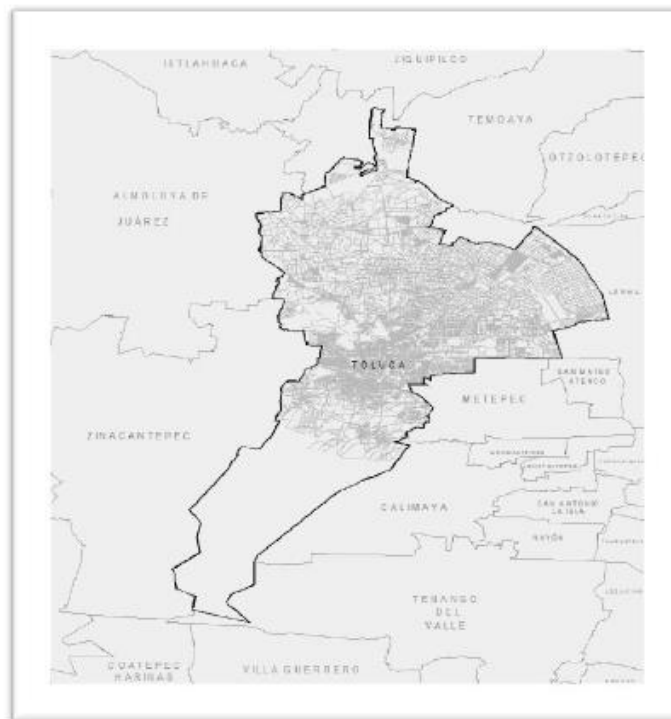 IXTLAHUACA
JIQUIPILCO
TEMOAYA
OTZOLOTEPEC
ALMOLOYA DE
JUÁREZ
LERMA
TOLUCA
SAN MATEO
ATENCO
METEPEC
ZINACANTEPEC
CALIMAYA
SAN ANTONIO
LA ISLA
RAYÓN
TENANGO
DEL
VALLE
COATEPEC
HARINAS
VILLA GUERRERO